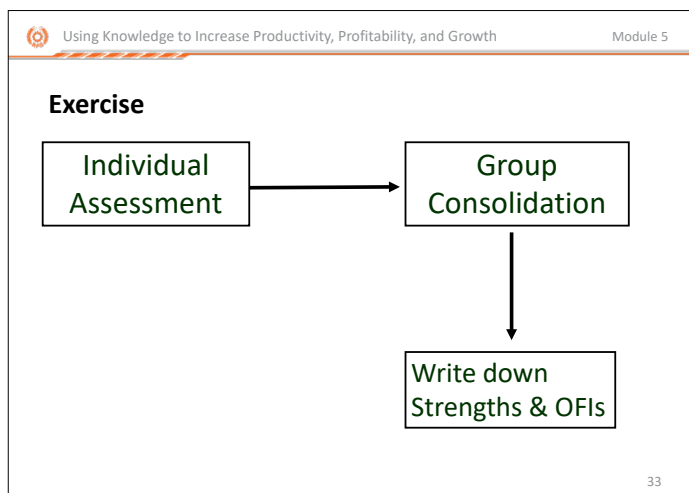 Using Knowledge to Increase Productivity, Profitability, and Growth
Module 5
Exercise
Individual
Assessment
Group
Consolidation
Write down
Strengths & OFIs
33